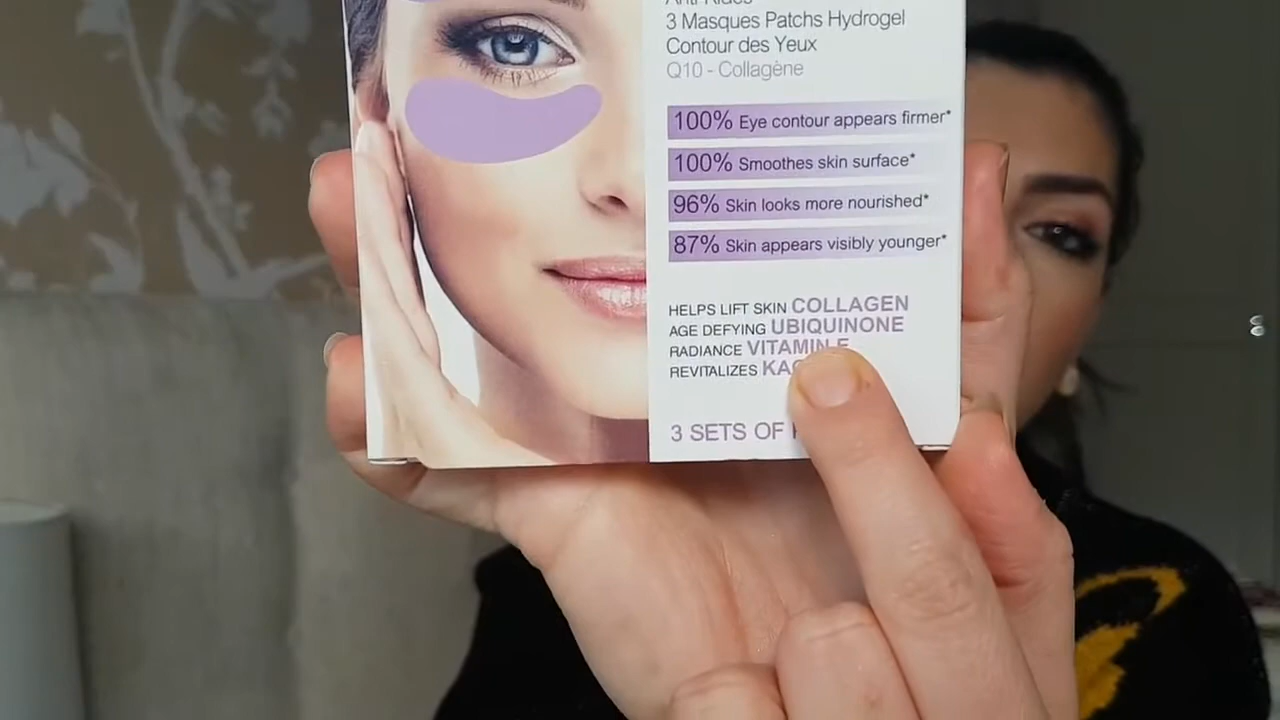 3 Masques Patchs Hydrogel
Contour des Yeux
Q10 - Collagène
100% Eye contour appears firmer*
100% Smoothes skin surface*
96% Skin looks more nourished*
87% Skin appears visibly younger*
HELPS LIFT SKIN COLLAGEN
AGE DEFYING UBIQUINONE
RADIANCE VITAMIN E
REVITALIZES
3 SETS OF